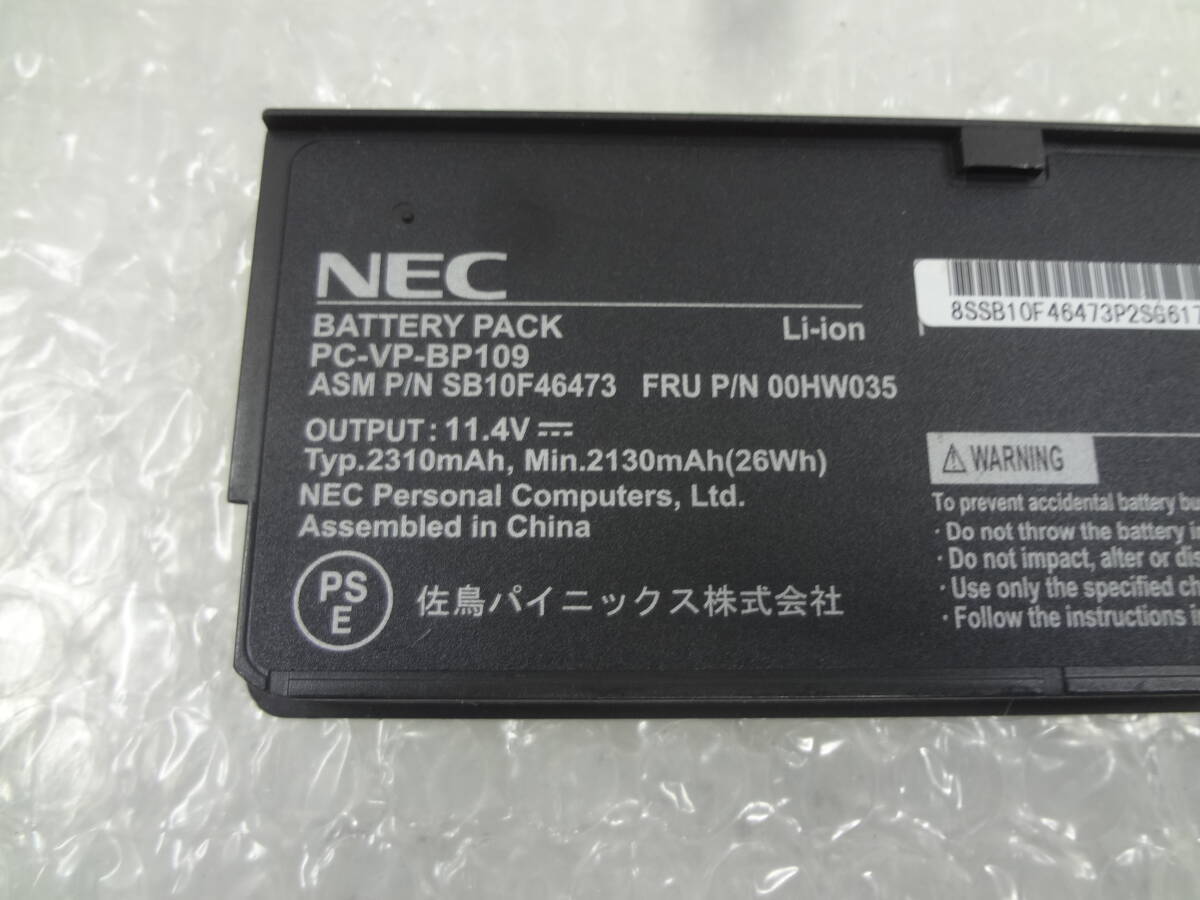 NEC
BATTERY PACK Li-ion
PC-VP-BP109
ASM P/N SB10F46473 FRU P/N 00HW035
OUTPUT : 11.4V
Typ.2310mAh, Min.2130mAh(26Wh)
NEC Personal Computers, Ltd.
Assembled in China
PS
E
佐鳥パイニックス株式会社
8SSB10F46473P2SG617
WARNING
To prevent accidental battery
· Do not throw the battery
· Do not impact, alter or
· Use only the specified
· Follow the instructions